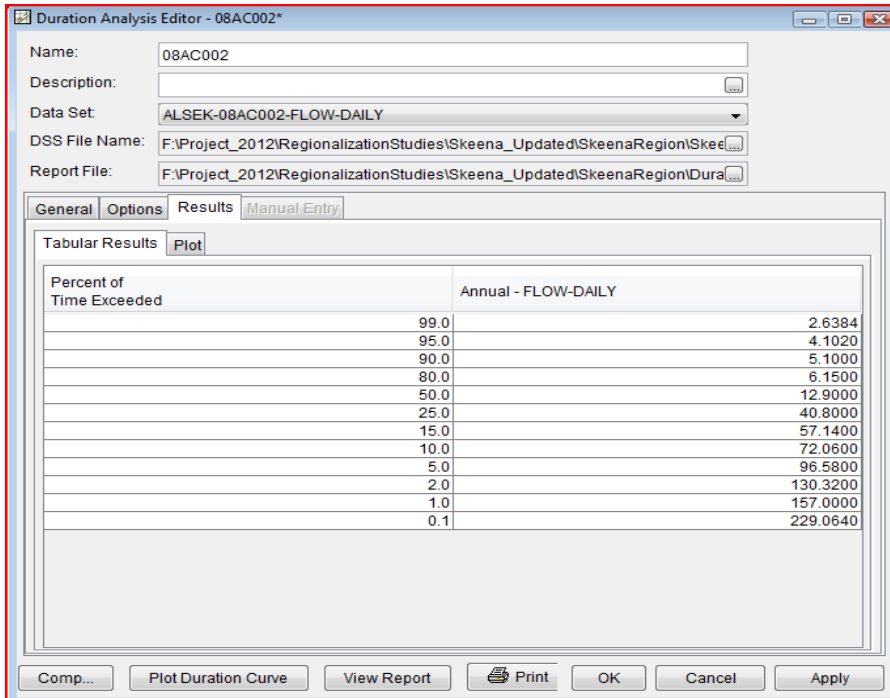 Duration Analysis Editor - 08AC002*
Name: 08AC002
Description: ...
Data Set: ALSEK-08AC002-FLOW-DAILY
DSS File Name: F:\Project_2012\RegionalizationStudies\Skeena_Updated\SkeenaRegion\Skee ...
Report File: F:\Project_2012\RegionalizationStudies\Skeena_Updated\SkeenaRegion\Dura ...
General Options Results Manual Entry
Tabular Results Plot
Percent of
Time Exceeded Annual - FLOW-DAILY
99.0 2.6384
95.0 4.1020
90.0 5.1000
80.0 6.1500
50.0 12.9000
25.0 40.8000
15.0 57.1400
10.0 72.0600
5.0 96.5800
2.0 130.3200
1.0 157.0000
0.1 229.0640
Comp... Plot Duration Curve View Report Print OK Cancel Apply